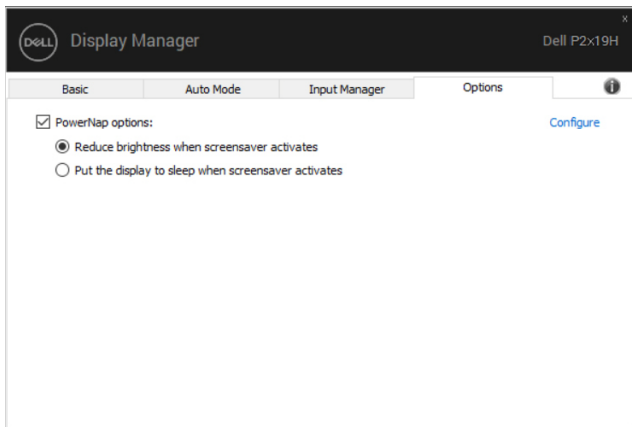 x
DELL Display Manager Dell P2x19H
Basic Auto Mode Input Manager Options i
PowerNap options: Configure
Reduce brightness when screensaver activates
Put the display to sleep when screensaver activates